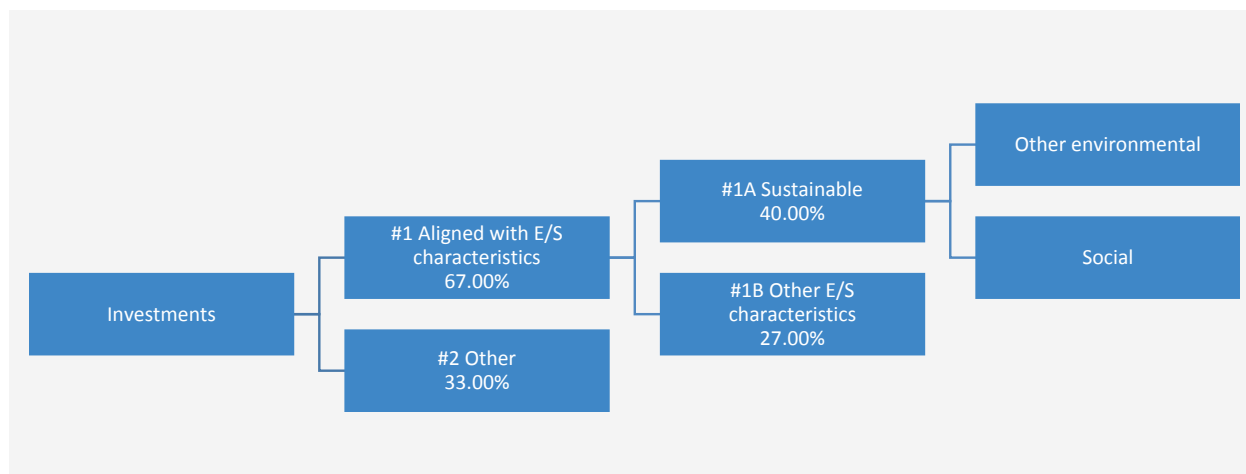 Investments
#1 Aligned with E/S
characteristics
67.00%
#2 Other
33.00%
#1A Sustainable
40.00%
#1B Other E/S
characteristics
27.00%
Other environmental
Social